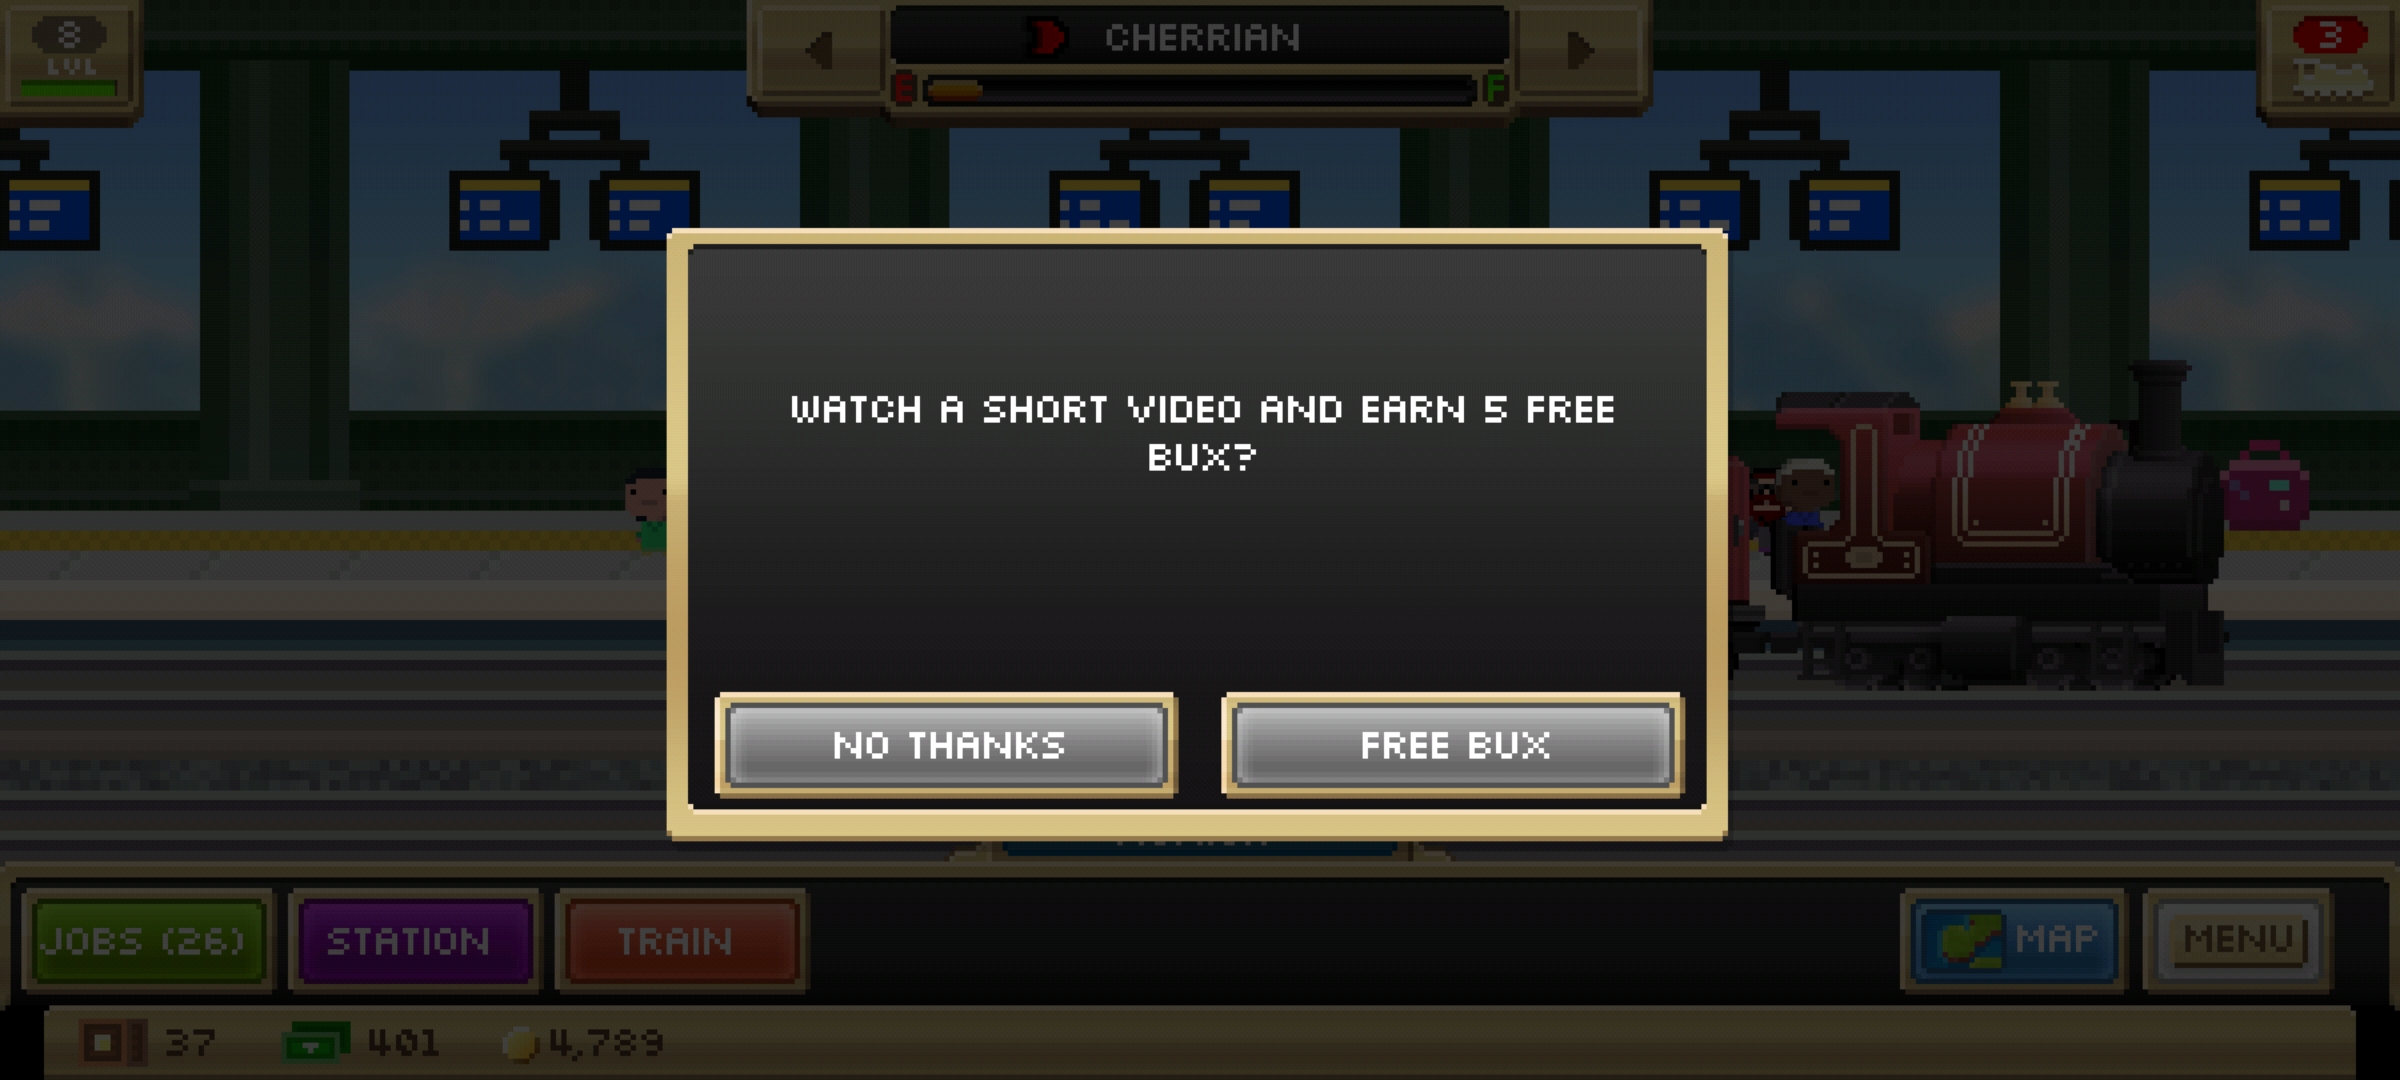 8
LVL
CHERRIAN
E F
3
WATCH A SHORT VIDEO AND EARN 5 FREE
BUX?
NO THANKS
FREE BUX
JOBS (26)
STATION
TRAIN
MAP
MENU
37
401
4,789